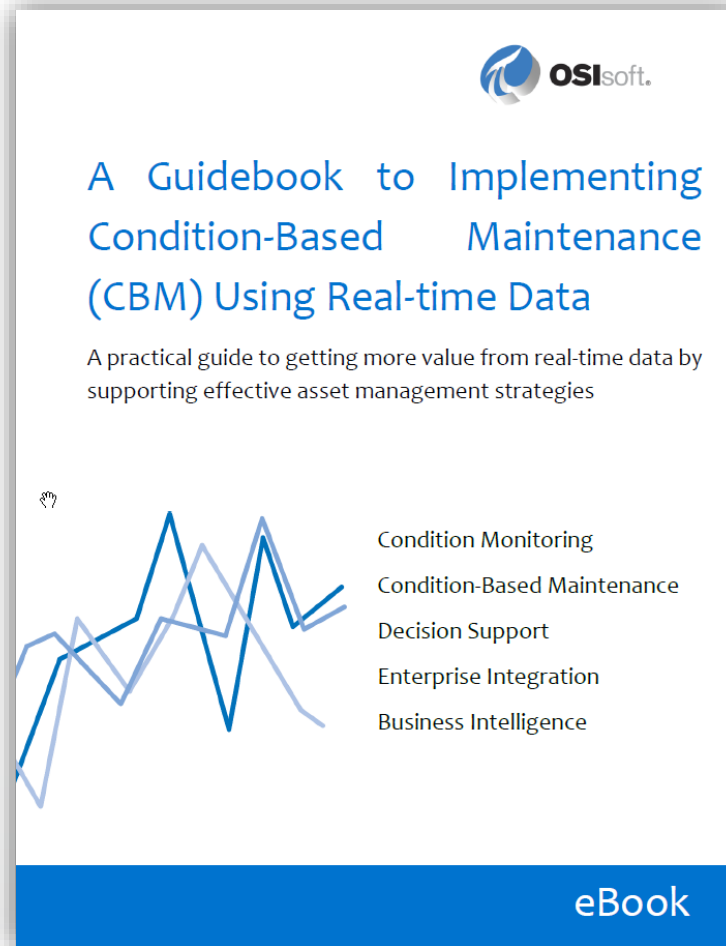 OSIsoft.
A Guidebook to Implementing
Condition-Based Maintenance
(CBM) Using Real-time Data
A practical guide to getting more value from real-time data by
supporting effective asset management strategies
Condition Monitoring
Condition-Based Maintenance
Decision Support
Enterprise Integration
Business Intelligence
eBook